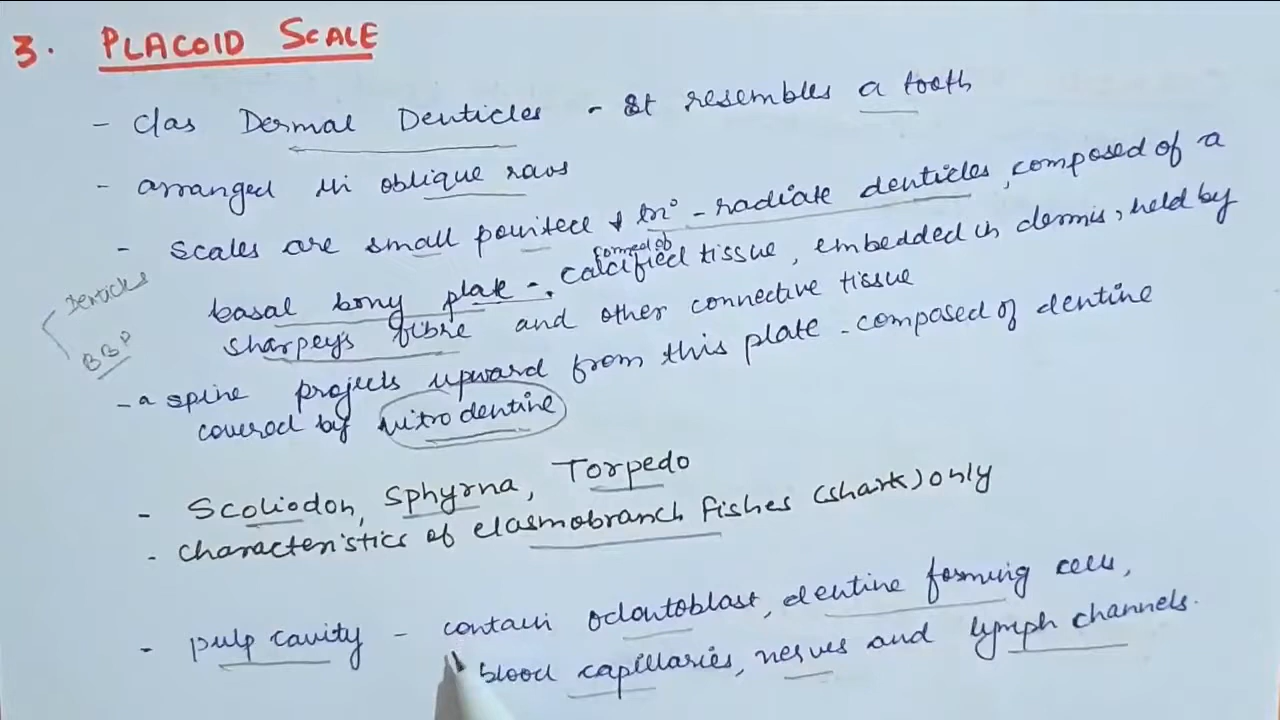 3. PLACOID SCALE
- also Dermal Denticles - It resembles a tooth
- arranged in oblique rows
- scales are small pointed & tri-radiate denticles, composed of a
basal bony plate - formed of calcified tissue, embedded in dermis, held by
sharpey's fibre and other connective tissue
Denticles
BBP
- a spine projects upward from this plate - composed of dentine
covered by vitrodentine
- Scoliodon, Sphyrna, Torpedo
- characteristics of elasmobranch fishes (shark) only
- pulp cavity - contain odontoblast, dentine forming cells,
blood capillaries, nerves and lymph channels.